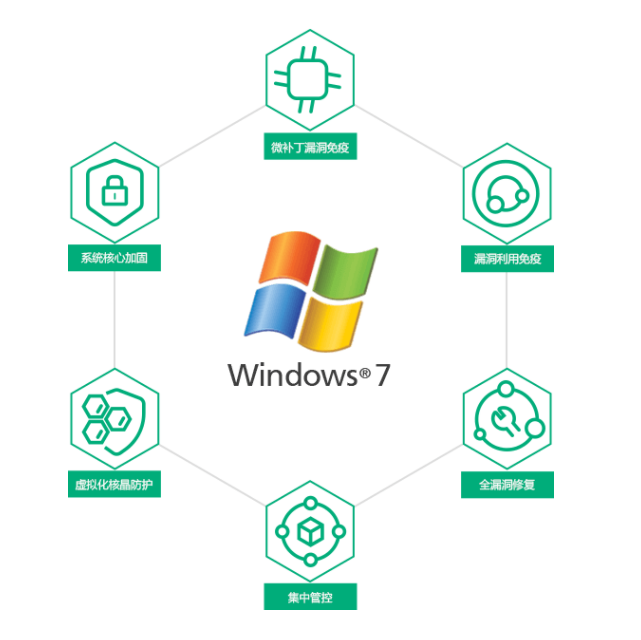 微补丁漏洞免疫
系统核心加固
漏洞利用免疫
Windows® 7
虚拟化核晶防护
全漏洞修复
集中管控